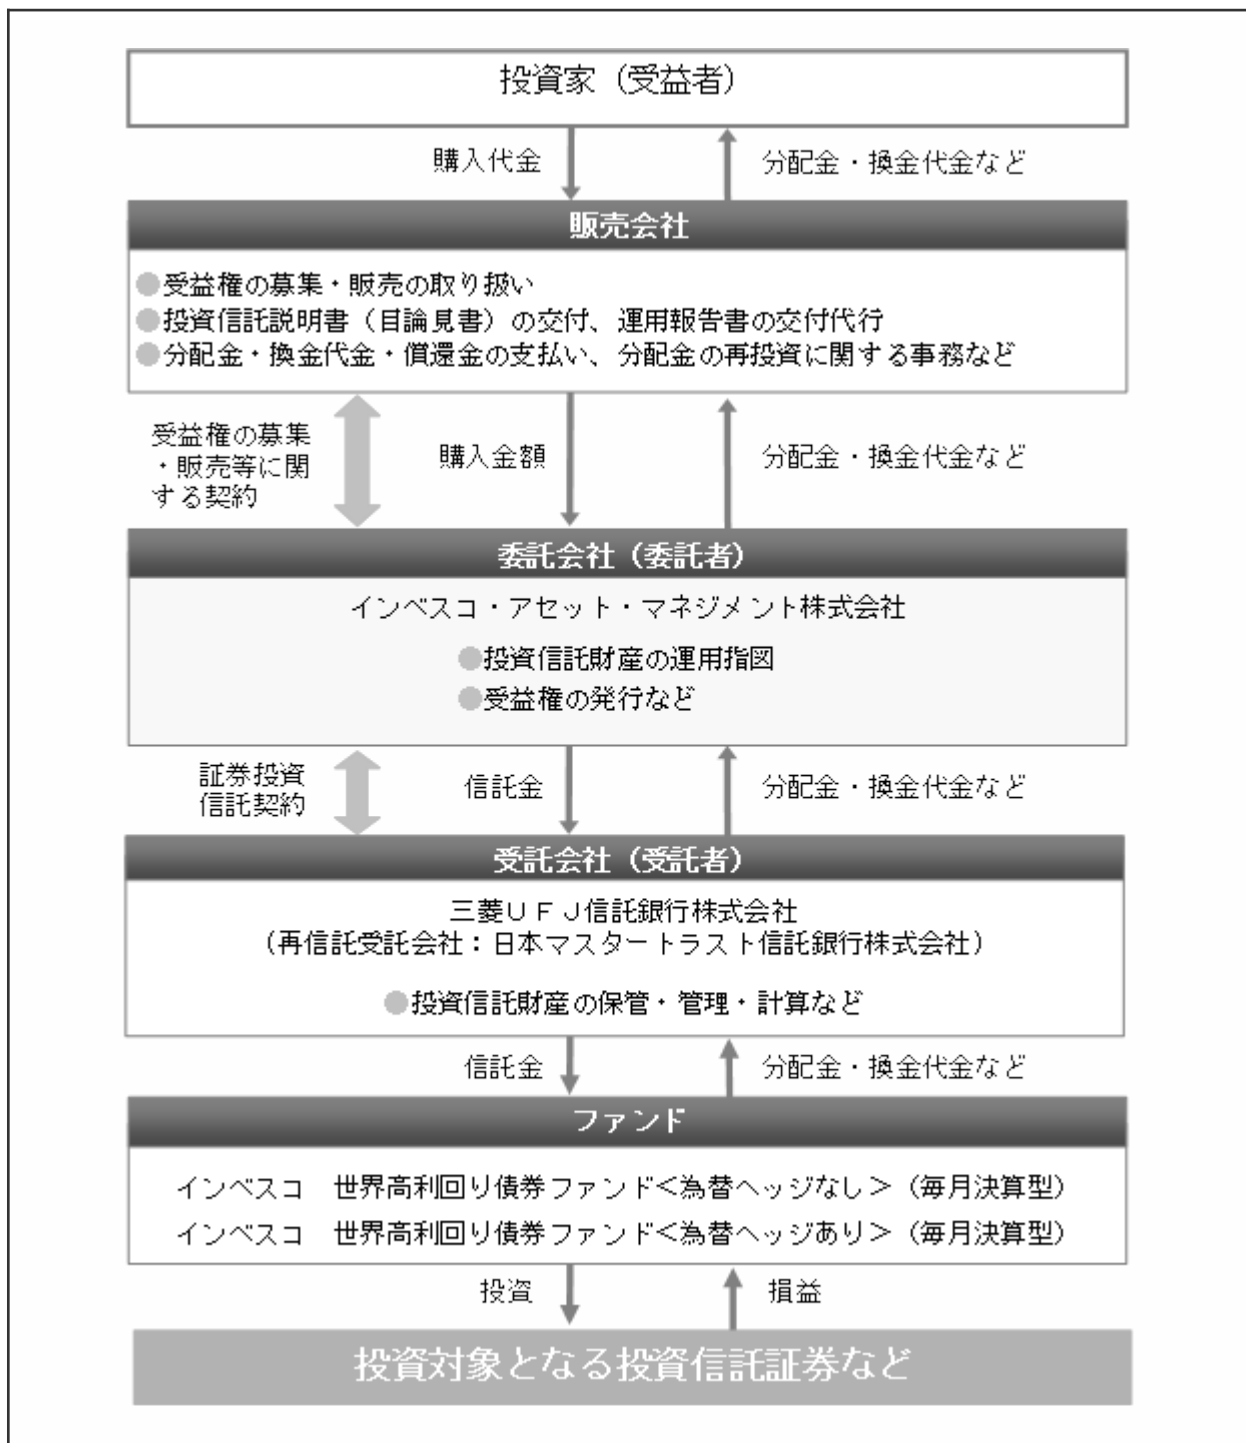 投資家（受益者）
購入代金
分配金・換金代金など
販売会社
●受益権の募集・販売の取り扱い
●投資信託説明書（目論見書）の交付、運用報告書の交付代行
●分配金・換金代金・償還金の支払い、分配金の再投資に関する事務など
受益権の募集
・販売等に関
する契約
購入金額
分配金・換金代金など
委託会社（委託者）
インベスコ・アセット・マネジメント株式会社
●投資信託財産の運用指図
●受益権の発行など
証券投資
信託契約
信託金
分配金・換金代金など
受託会社（受託者）
三菱ＵＦＪ信託銀行株式会社
（再信託受託会社：日本マスタートラスト信託銀行株式会社）
●投資信託財産の保管・管理・計算など
信託金
分配金・換金代金など
ファンド
インベスコ　世界高利回り債券ファンド＜為替ヘッジなし＞（毎月決算型）
インベスコ　世界高利回り債券ファンド＜為替ヘッジあり＞（毎月決算型）
投資
損益
投資対象となる投資信託証券など